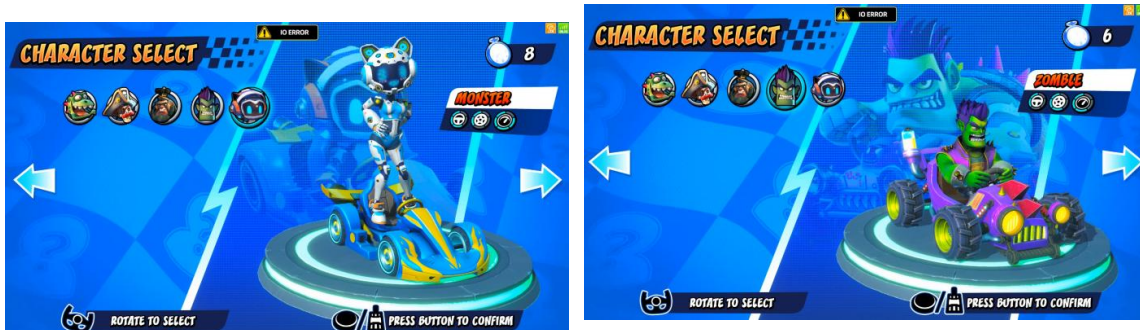 IO ERROR
CHARACTER SELECT
8
MONSTER
ROTATE TO SELECT
PRESS BUTTON TO CONFIRM
IO ERROR
CHARACTER SELECT
6
ZOMBLE
ROTATE TO SELECT
PRESS BUTTON TO CONFIRM